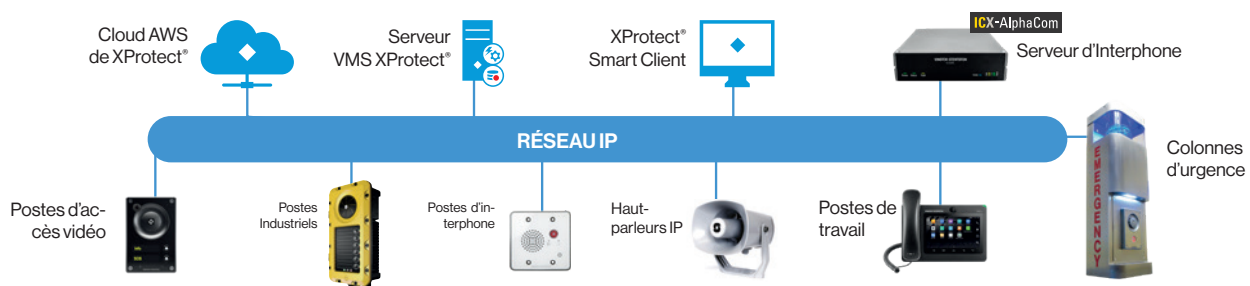 Cloud AWS
de XProtect®
Serveur
VMS XProtect®
XProtect®
Smart Client
ICX-AlphaCom
Serveur d'Interphone
RÉSEAU IP
Postes d'ac-
cès vidéo
Postes
Industriels
Postes d'in-
terphone
Haut-
parleurs IP
Postes de
travail
Colonnes
d'urgence
EMERGENCY